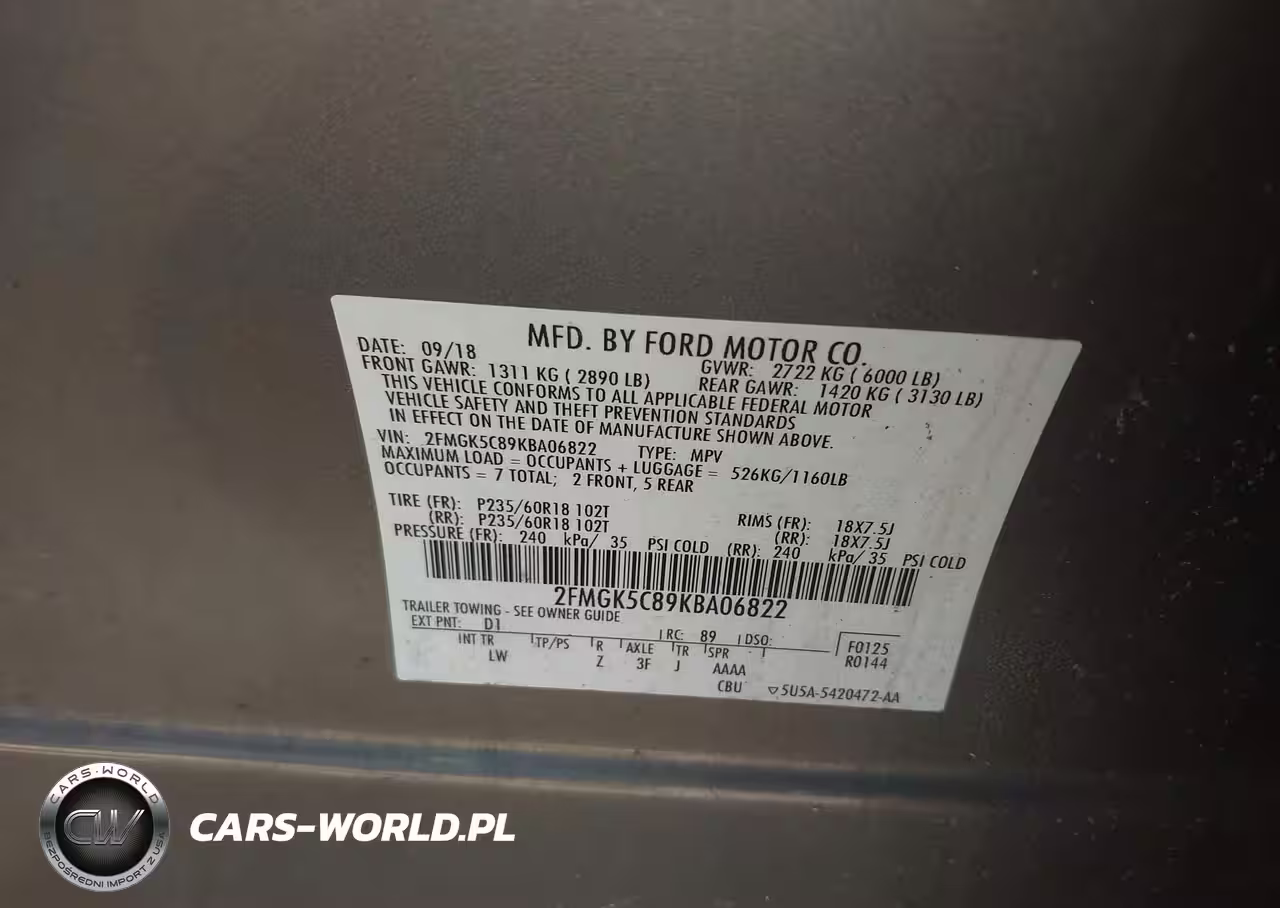 MFD. BY FORD MOTOR CO.
DATE: 09/18 GVWR: 2722 KG ( 6000 LB)
FRONT GAWR: 1311 KG ( 2890 LB) REAR GAWR: 1420 KG ( 3130 LB)
THIS VEHICLE CONFORMS TO ALL APPLICABLE FEDERAL MOTOR
VEHICLE SAFETY AND THEFT PREVENTION STANDARDS
IN EFFECT ON THE DATE OF MANUFACTURE SHOWN ABOVE.
VIN: 2FMGK5C89KBA06822 TYPE: MPV
MAXIMUM LOAD = OCCUPANTS + LUGGAGE = 526KG/1160LB
OCCUPANTS = 7 TOTAL; 2 FRONT, 5 REAR
TIRE (FR): P235/60R18 102T RIMS (FR): 18X7.5J
(RR): P235/60R18 102T (RR): 18X7.5J
PRESSURE (FR): 240 kPa/ 35 PSI COLD (RR): 240 kPa/ 35 PSI COLD
2FMGK5C89KBA06822
TRAILER TOWING - SEE OWNER GUIDE
EXT PNT: D1 RC: 89 DSO: F0125
INT TR TP/PS R AXLE TR SPR R0144
LW Z 3F J AAAA
CBU ▽5U5A-5420472-AA
CARS-WORLD
CW
BEZPOŚREDNI IMPORT Z USA
CARS-WORLD.PL